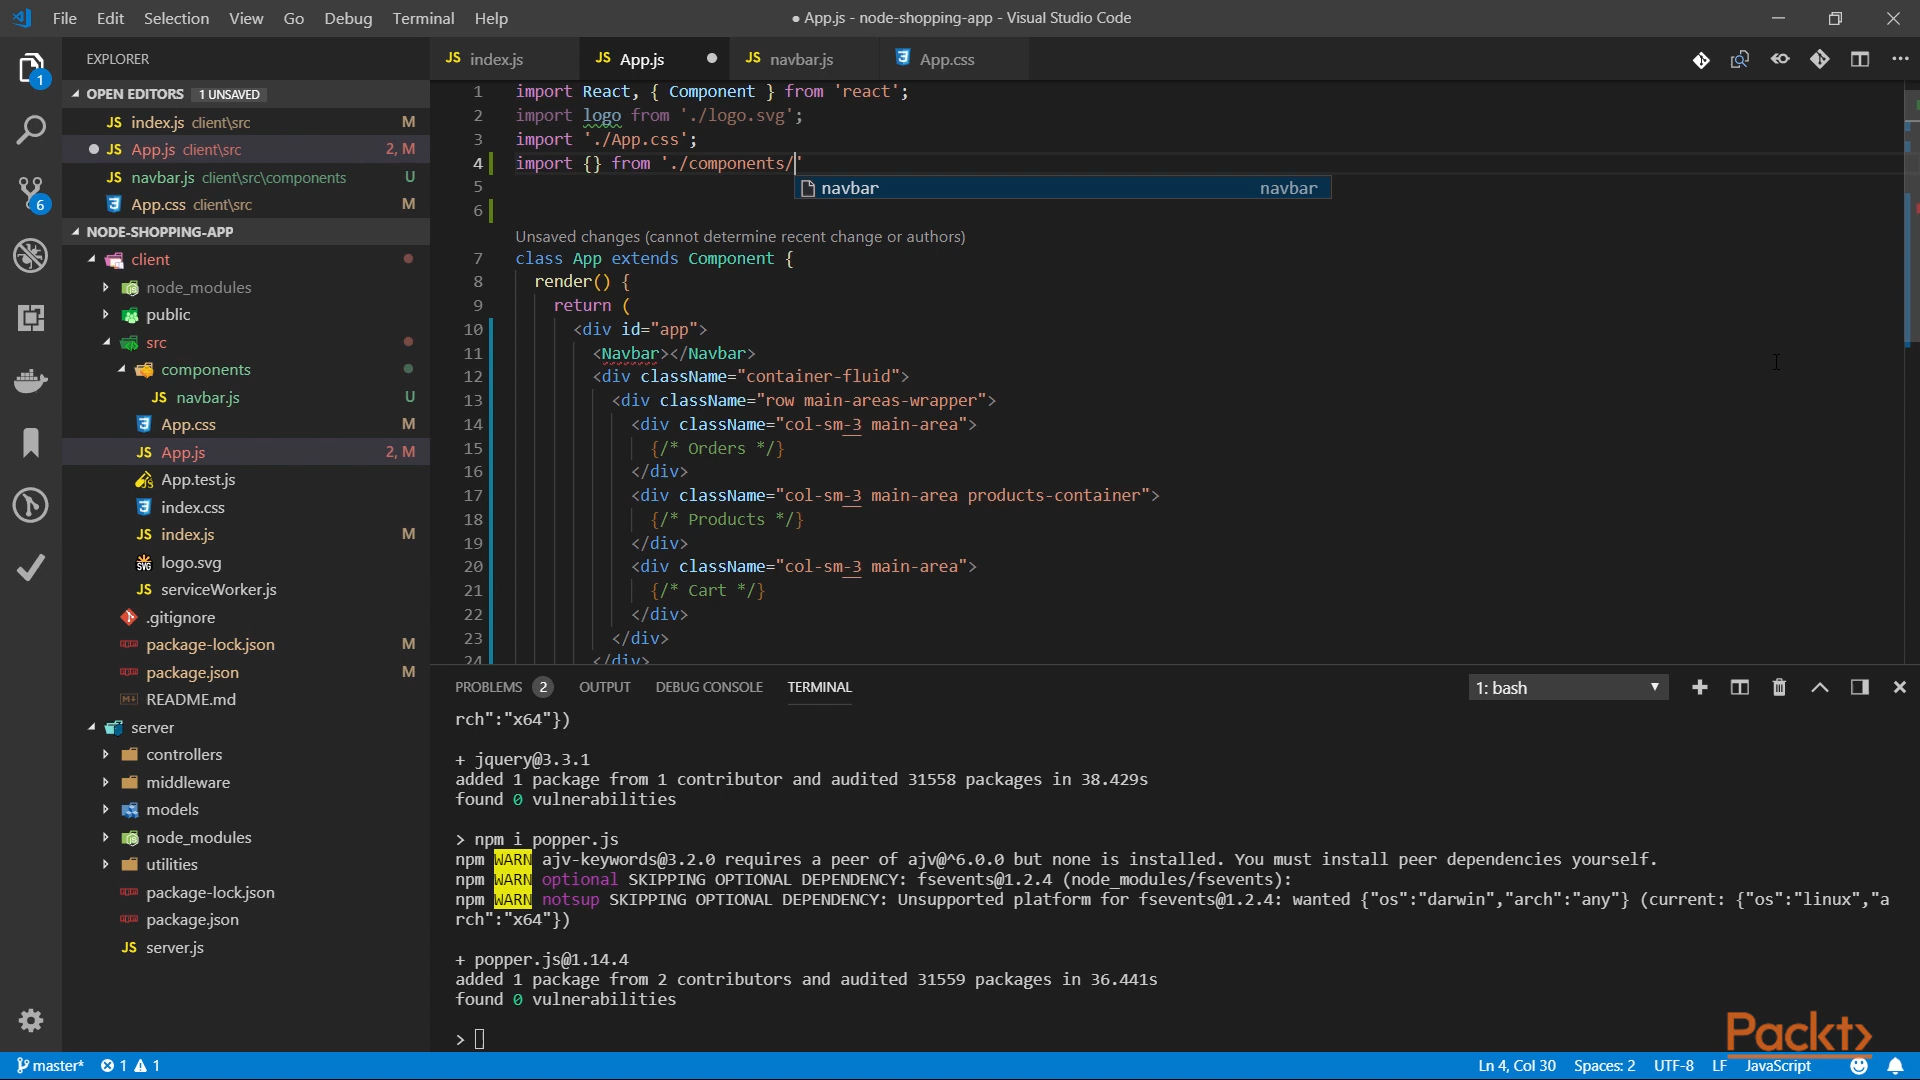 File Edit Selection View Go Debug Terminal Help
● App.js - node-shopping-app - Visual Studio Code
EXPLORER
1
OPEN EDITORS 1 UNSAVED
JS index.js client\src M
JS App.js client\src 2, M
JS navbar.js client\src\components U
App.css client\src M
6
NODE-SHOPPING-APP
client
node_modules
public
src
components
JS navbar.js U
App.css M
JS App.js 2, M
App.test.js
index.css
JS index.js M
SVG logo.svg
JS serviceWorker.js
.gitignore
package-lock.json M
package.json M
README.md
server
controllers
middleware
models
node_modules
utilities
package-lock.json
package.json
JS server.js
JS index.js
JS App.js
JS navbar.js
App.css
1 import React, { Component } from 'react';
2 import logo from './logo.svg';
3 import './App.css';
4 import {} from './components/'
navbar navbar
5
6
Unsaved changes (cannot determine recent change or authors)
7 class App extends Component {
8 render() {
9 return (
10 <div id="app">
11 <Navbar></Navbar>
12 <div className="container-fluid">
13 <div className="row main-areas-wrapper">
14 <div className="col-sm-3 main-area">
15 {/* Orders */}
16 </div>
17 <div className="col-sm-3 main-area products-container">
18 {/* Products */}
19 </div>
20 <div className="col-sm-3 main-area">
21 {/* Cart */}
22 </div>
23 </div>
24 </div>
PROBLEMS 2 OUTPUT DEBUG CONSOLE TERMINAL 1: bash
rch":"x64"})
+ jquery@3.3.1
added 1 package from 1 contributor and audited 31558 packages in 38.429s
found 0 vulnerabilities
> npm i popper.js
npm WARN ajv-keywords@3.2.0 requires a peer of ajv@^6.0.0 but none is installed. You must install peer dependencies yourself.
npm WARN optional SKIPPING OPTIONAL DEPENDENCY: fsevents@1.2.4 (node_modules/fsevents):
npm WARN notsup SKIPPING OPTIONAL DEPENDENCY: Unsupported platform for fsevents@1.2.4: wanted {"os":"darwin","arch":"any"} (current: {"os":"linux","a
rch":"x64"})
+ popper.js@1.14.4
added 1 package from 2 contributors and audited 31559 packages in 36.441s
found 0 vulnerabilities
>
Packt>
master* 1 1
Ln 4, Col 30 Spaces: 2 UTF-8 LF JavaScript